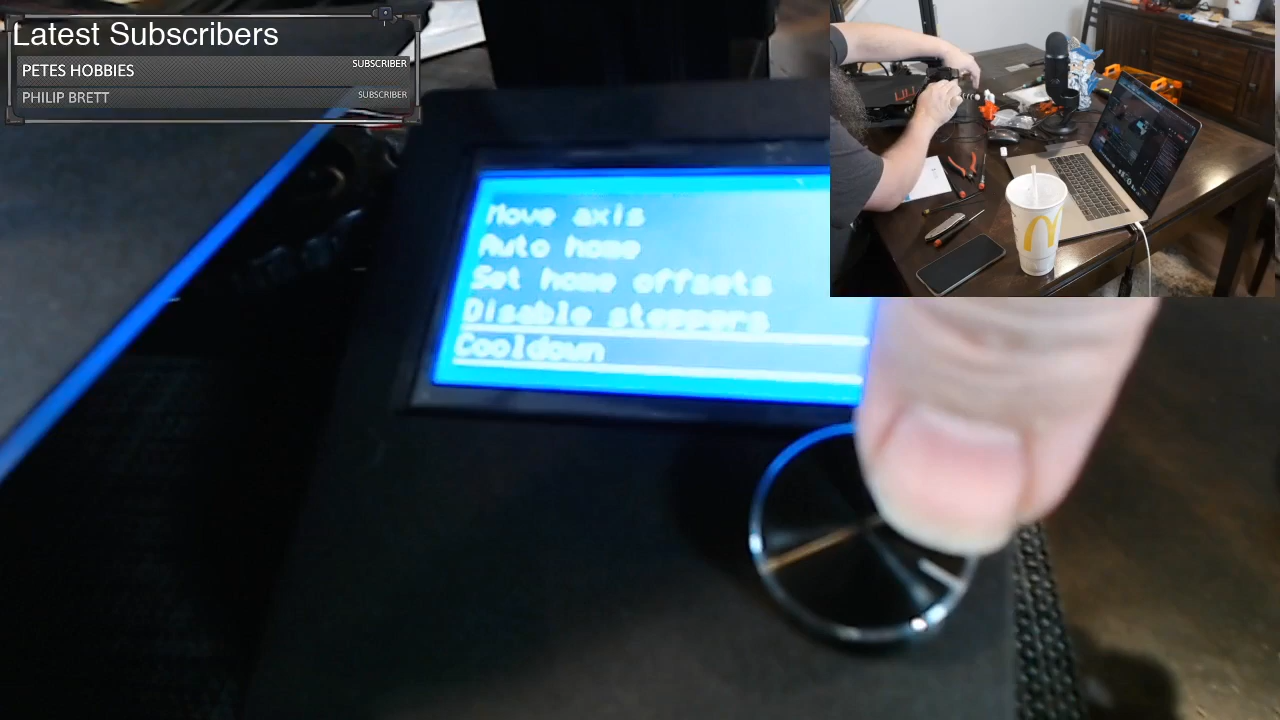 Latest Subscribers
PETES HOBBIES SUBSCRIBER
PHILIP BRETT SUBSCRIBER
Move axis
Auto home
Set home offsets
Disable steppers
Cooldown